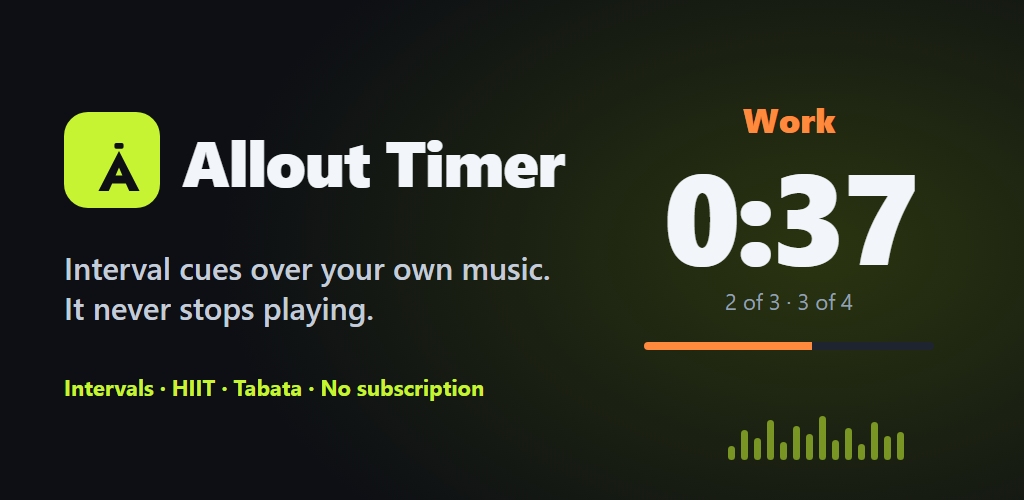 Allout Timer
Interval cues over your own music.
It never stops playing.
Intervals · HIIT · Tabata · No subscription
Work
0:37
2 of 3 · 3 of 4